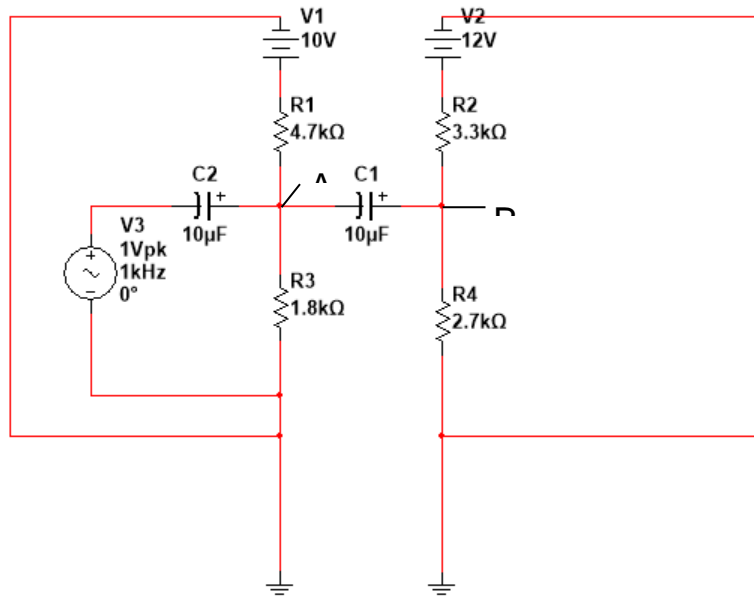 V1
10V
V2
12V
R1
4.7kΩ
R2
3.3kΩ
C2
+
10µF
A
C1
+
10µF
V3
1Vpk
1kHz
0°
R3
1.8kΩ
R4
2.7kΩ